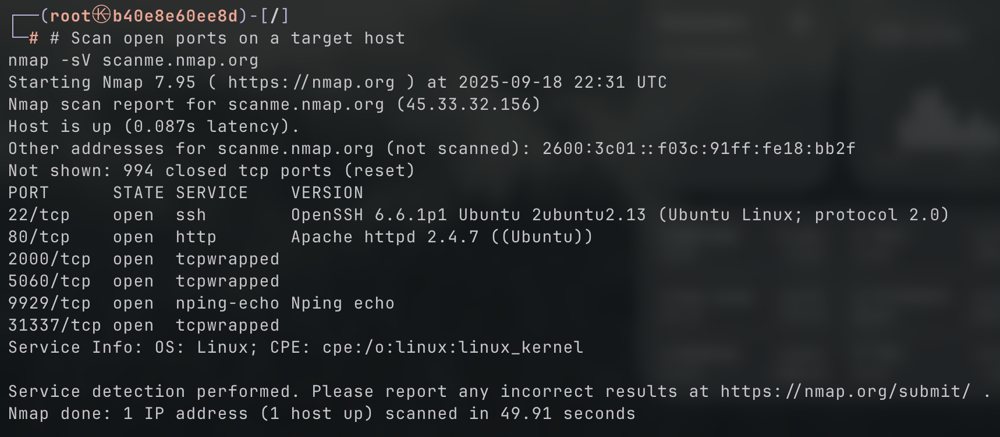 ┌──(root㉿b40e8e60ee8d)-[/]
└─# # Scan open ports on a target host
nmap -sV scanme.nmap.org
Starting Nmap 7.95 ( https://nmap.org ) at 2025-09-18 22:31 UTC
Nmap scan report for scanme.nmap.org (45.33.32.156)
Host is up (0.087s latency).
Other addresses for scanme.nmap.org (not scanned): 2600:3c01::f03c:91ff:fe18:bb2f
Not shown: 994 closed tcp ports (reset)
PORT      STATE SERVICE    VERSION
22/tcp    open  ssh        OpenSSH 6.6.1p1 Ubuntu 2ubuntu2.13 (Ubuntu Linux; protocol 2.0)
80/tcp    open  http       Apache httpd 2.4.7 ((Ubuntu))
2000/tcp  open  tcpwrapped
5060/tcp  open  tcpwrapped
9929/tcp  open  nping-echo Nping echo
31337/tcp open  tcpwrapped
Service Info: OS: Linux; CPE: cpe:/o:linux:linux_kernel

Service detection performed. Please report any incorrect results at https://nmap.org/submit/ .
Nmap done: 1 IP address (1 host up) scanned in 49.91 seconds